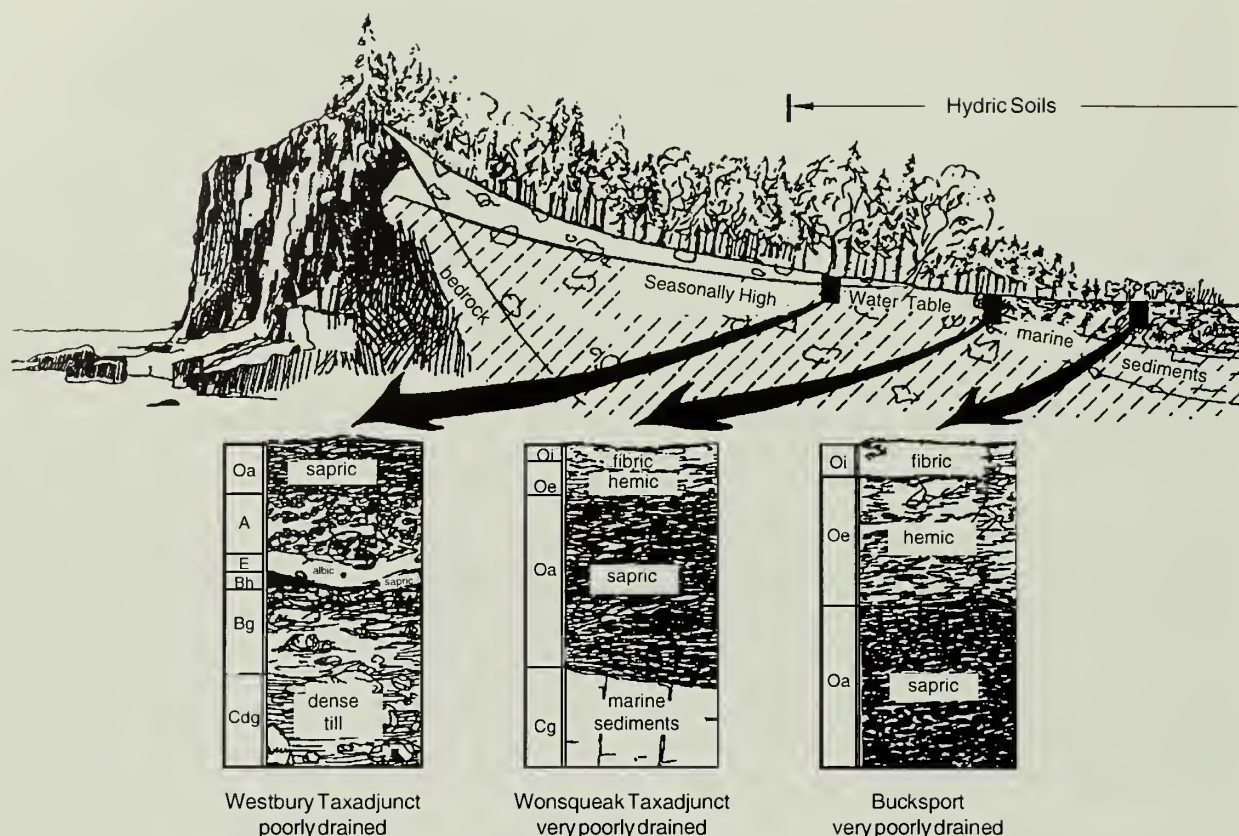 Hydric Soils
bedrock
Seasonally High Water Table
marine sediments
Oa
A
E
Bh
Bg
Cdg
sapric
albic
sapric
dense
till
Westbury Taxadjunct
poorly drained
Oi
Oe
Oa
Cg
fibric
hemic
sapric
marine
sediments
Wonsqueak Taxadjunct
very poorly drained
Oi
Oe
Oa
fibric
hemic
sapric
Bucksport
very poorly drained